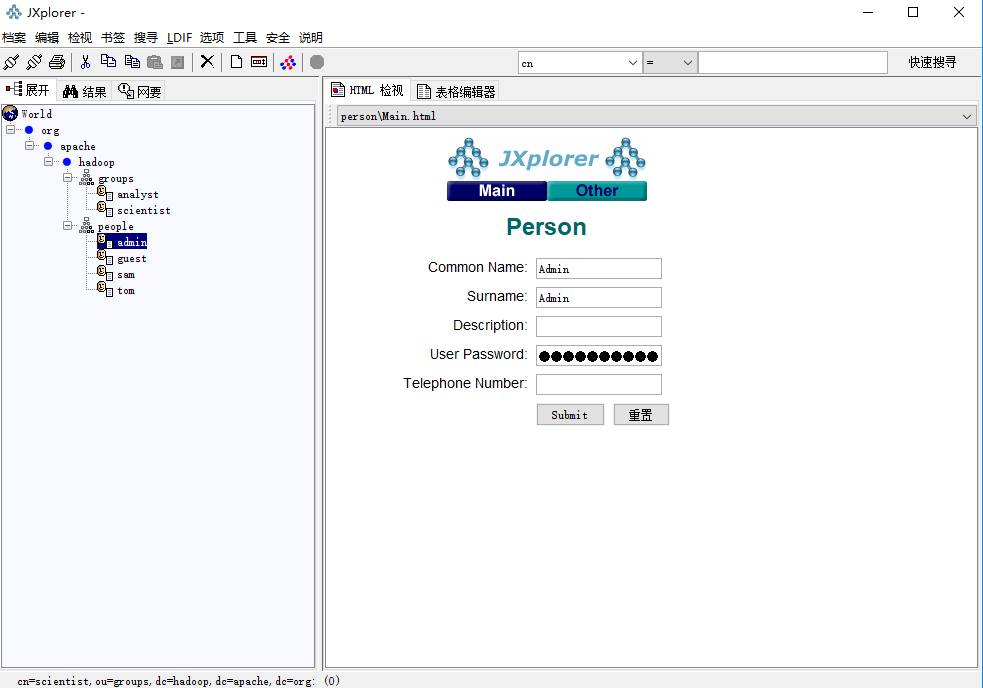 JXplorer -
档案 编辑 检视 书签 搜寻 LDIF 选项 工具 安全 说明
cn = 快速搜寻
展开 结果 网要
HTML 检视 表格编辑器
person\Main.html
World
org
apache
hadoop
groups
analyst
scientist
people
admin
guest
sam
tom
JXplorer
Main Other
Person
Common Name: Admin
Surname: Admin
Description:
User Password: ●●●●●●●●●●
Telephone Number:
Submit 重置
cn=scientist,ou=groups,dc=hadoop,dc=apache,dc=org: (0)